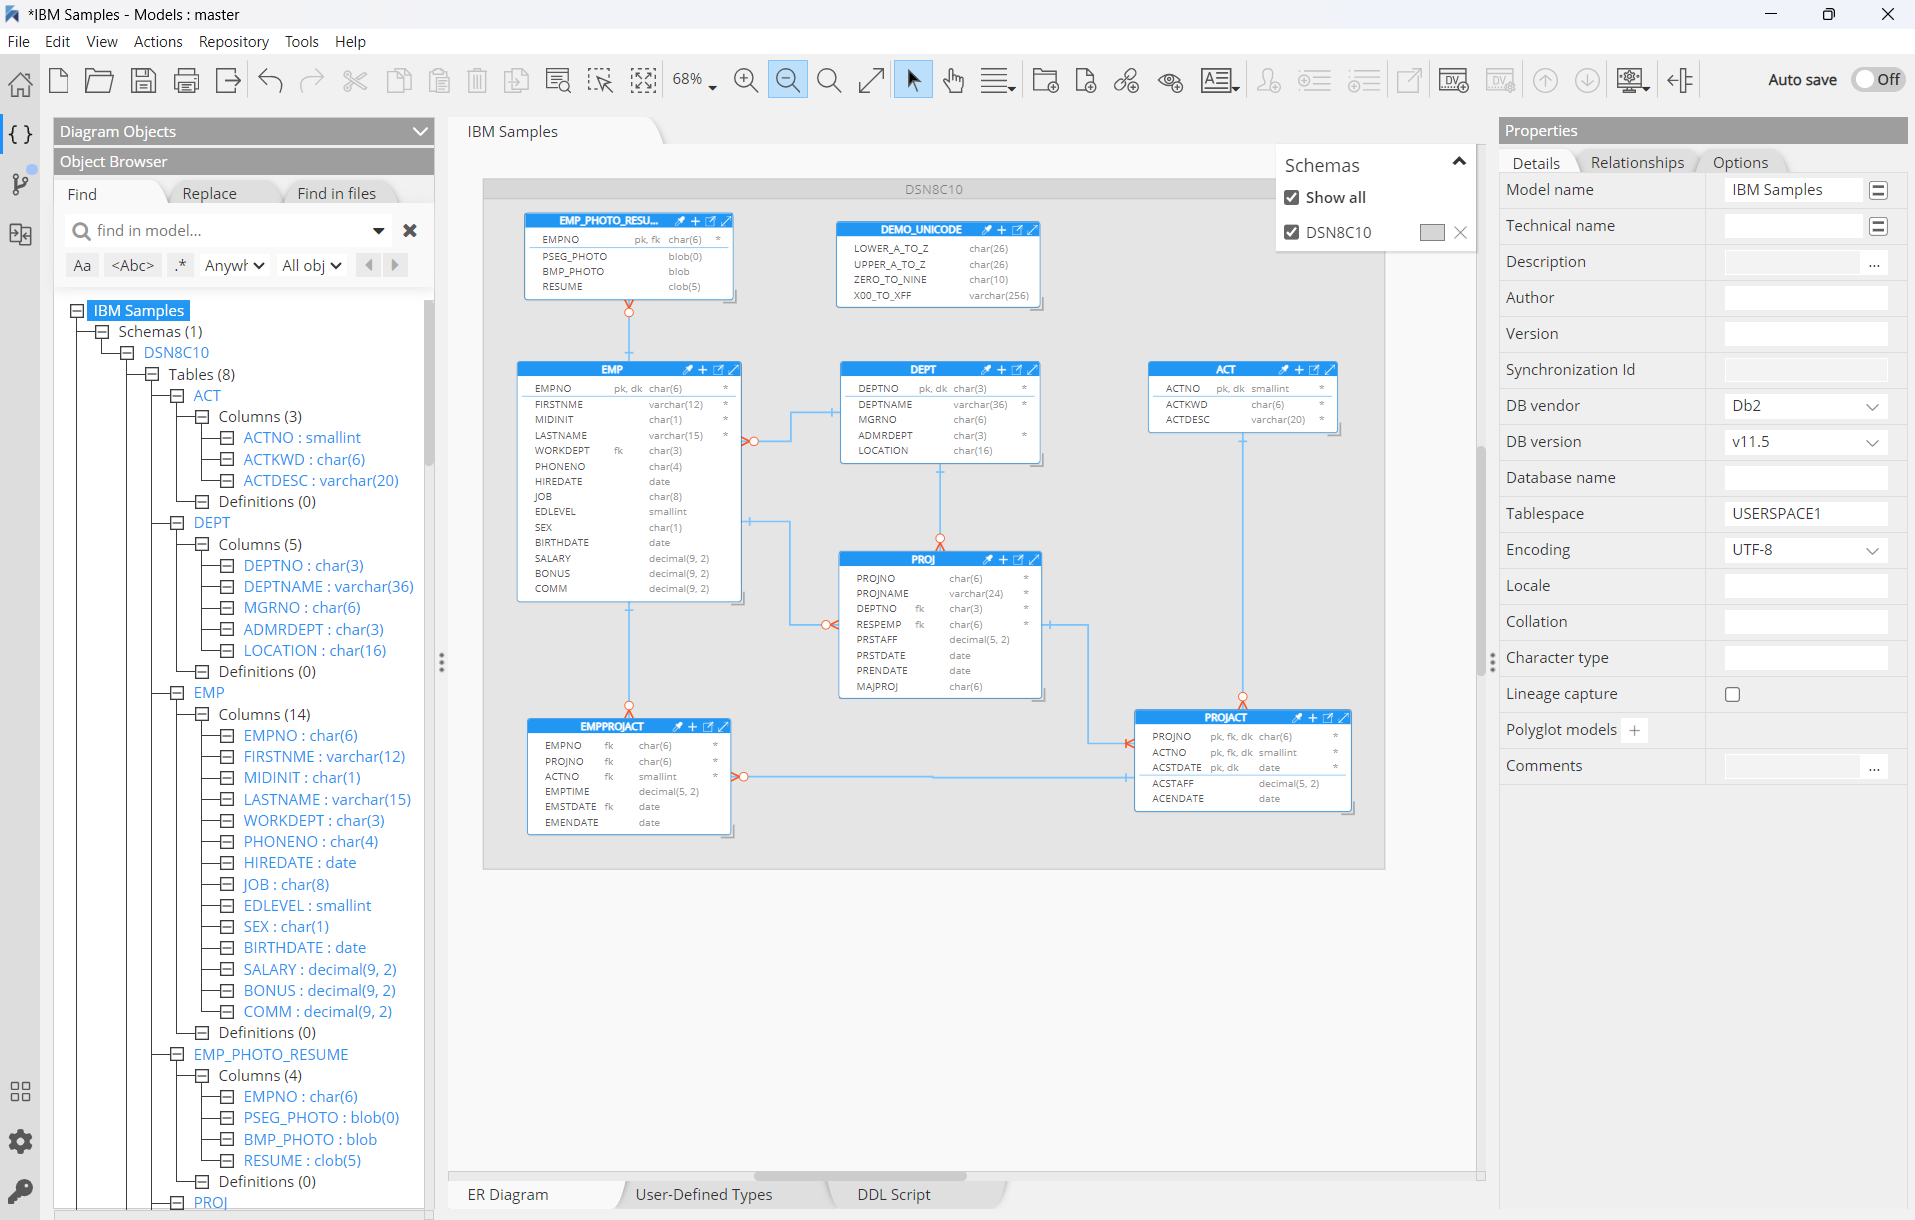 *IBM Samples - Models : master
File Edit View Actions Repository Tools Help
68%
DV
DV
Auto save Off
Diagram Objects
Object Browser
Find Replace Find in files
find in model...
Aa <Abc> .* Anywh All obj
IBM Samples
Schemas (1)
DSN8C10
Tables (8)
ACT
Columns (3)
ACTNO : smallint
ACTKWD : char(6)
ACTDESC : varchar(20)
Definitions (0)
DEPT
Columns (5)
DEPTNO : char(3)
DEPTNAME : varchar(36)
MGRNO : char(6)
ADMRDEPT : char(3)
LOCATION : char(16)
Definitions (0)
EMP
Columns (14)
EMPNO : char(6)
FIRSTNME : varchar(12)
MIDINIT : char(1)
LASTNAME : varchar(15)
WORKDEPT : char(3)
PHONENO : char(4)
HIREDATE : date
JOB : char(8)
EDLEVEL : smallint
SEX : char(1)
BIRTHDATE : date
SALARY : decimal(9, 2)
BONUS : decimal(9, 2)
COMM : decimal(9, 2)
Definitions (0)
EMP_PHOTO_RESUME
Columns (4)
EMPNO : char(6)
PSEG_PHOTO : blob(0)
BMP_PHOTO : blob
RESUME : clob(5)
Definitions (0)
PROJ
IBM Samples
DSN8C10
EMP_PHOTO_RESU...
EMPNO pk, fk char(6) *
PSEG_PHOTO blob(0)
BMP_PHOTO blob
RESUME clob(5)
DEMO_UNICODE
LOWER_A_TO_Z char(26)
UPPER_A_TO_Z char(26)
ZERO_TO_NINE char(10)
X00_TO_XFF varchar(256)
EMP
EMPNO pk, dk char(6) *
FIRSTNME varchar(12) *
MIDINIT char(1) *
LASTNAME varchar(15) *
WORKDEPT fk char(3)
PHONENO char(4)
HIREDATE date
JOB char(8)
EDLEVEL smallint
SEX char(1)
BIRTHDATE date
SALARY decimal(9, 2)
BONUS decimal(9, 2)
COMM decimal(9, 2)
DEPT
DEPTNO pk, dk char(3) *
DEPTNAME varchar(36) *
MGRNO char(6)
ADMRDEPT char(3) *
LOCATION char(16)
ACT
ACTNO pk, dk smallint *
ACTKWD char(6) *
ACTDESC varchar(20) *
PROJ
PROJNO char(6) *
PROJNAME varchar(24) *
DEPTNO fk char(3) *
RESPEMP fk char(6) *
PRSTAFF decimal(5, 2)
PRSTDATE date
PRENDATE date
MAJPROJ char(6)
EMPPROJACT
EMPNO fk char(6) *
PROJNO fk char(6) *
ACTNO fk smallint *
EMPTIME decimal(5, 2)
EMSTDATE fk date
EMENDATE date
PROJACT
PROJNO pk, fk, dk char(6) *
ACTNO pk, fk, dk smallint *
ACSTDATE pk, dk date *
ACSTAFF decimal(5, 2)
ACENDATE date
Schemas
Show all
DSN8C10
ER Diagram User-Defined Types DDL Script
Properties
Details Relationships Options
Model name IBM Samples
Technical name
Description ...
Author
Version
Synchronization Id
DB vendor Db2
DB version v11.5
Database name
Tablespace USERSPACE1
Encoding UTF-8
Locale
Collation
Character type
Lineage capture
Polyglot models +
Comments ...